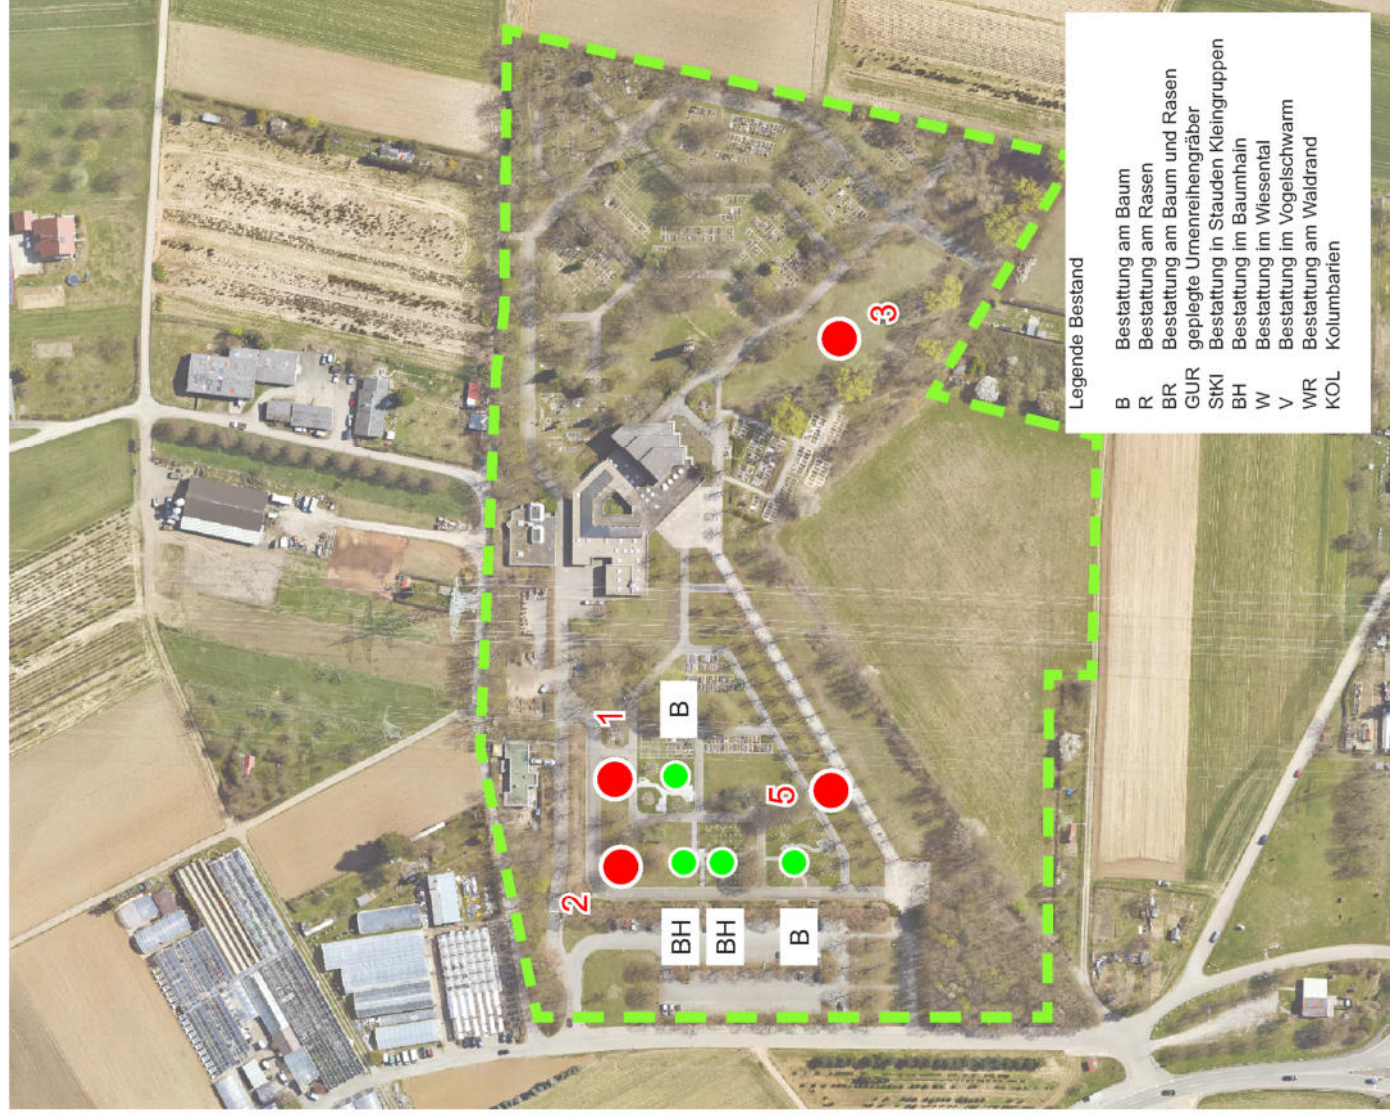 1
2
3
5
B
BH
BH
B
Legende Bestand
B Bestattung am Baum
R Bestattung am Rasen
BR Bestattung am Baum und Rasen
GUR geplegte Urnenreihengräber
StKl Bestattung in Stauden Kleingruppen
BH Bestattung im Baumhain
W Bestattung im Wiesental
V Bestattung im Vogelschwarm
WR Bestattung am Waldrand
KOL Kolumbarien